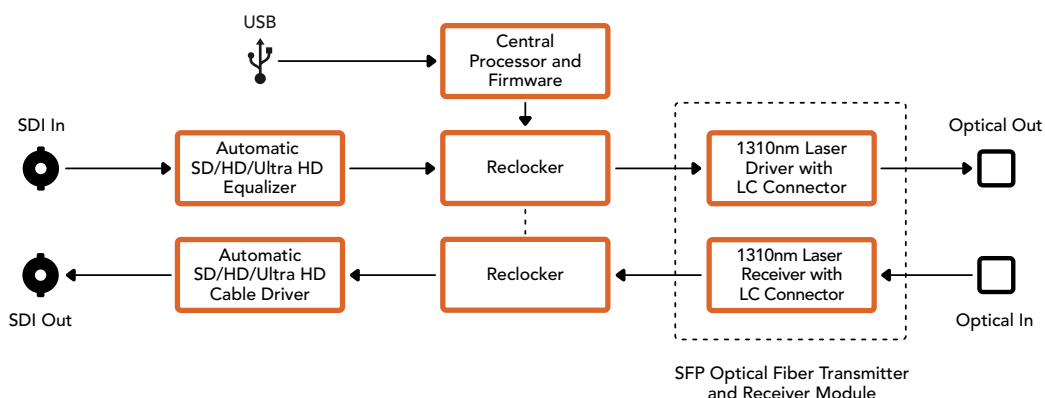 USB
Central
Processor and
Firmware
SDI In
Automatic
SD/HD/Ultra HD
Equalizer
Reclocker
1310nm Laser
Driver with
LC Connector
Optical Out
SDI Out
Automatic
SD/HD/Ultra HD
Cable Driver
Reclocker
1310nm Laser
Receiver with
LC Connector
Optical In
SFP Optical Fiber Transmitter
and Receiver Module